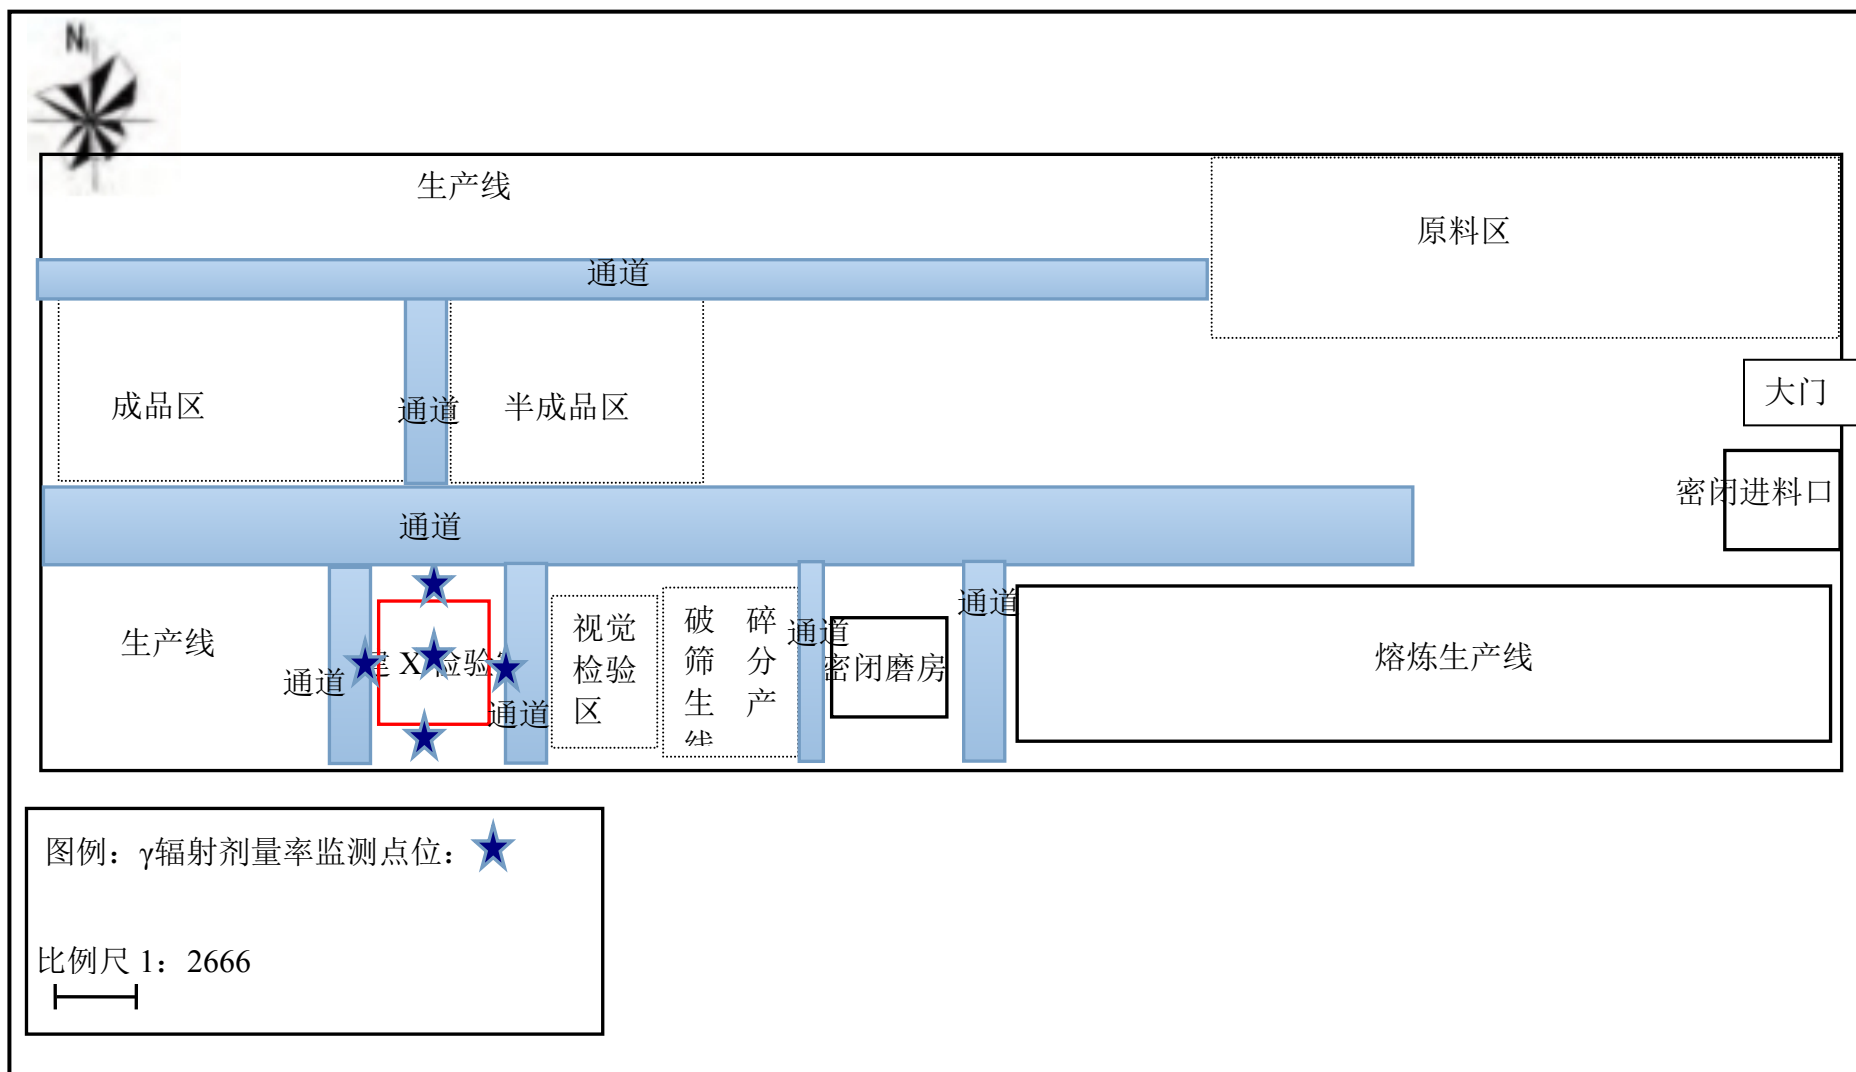 N
生产线
原料区
通道
成品区
通道
半成品区
大门
密闭进料口
通道
生产线
通道
X
检验
通道
视觉
检验
区
破 碎
筛 分
生 产
通道
密闭磨房
通道
熔炼生产线
图例：γ辐射剂量率监测点位：
比例尺 1：2666